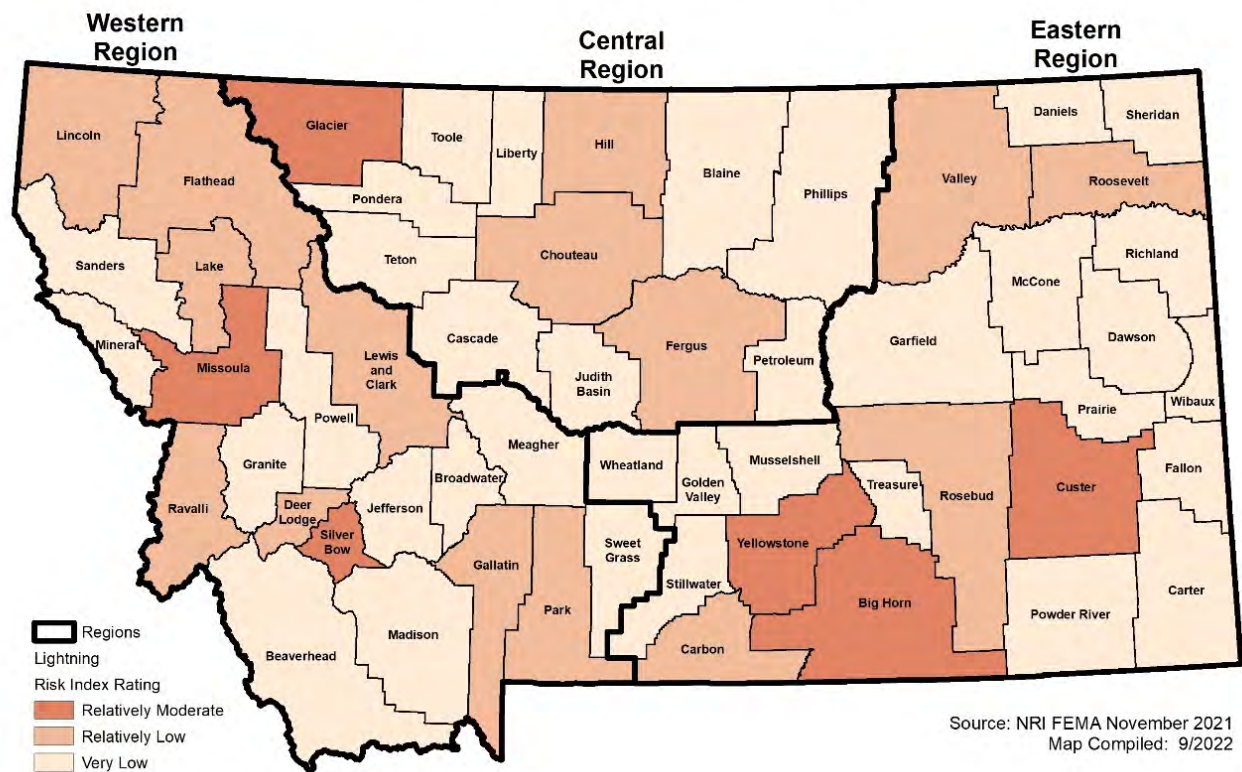 Western
Region
Central
Region
Eastern
Region
Lincoln
Flathead
Glacier
Toole
Liberty
Hill
Blaine
Phillips
Valley
Daniels
Sheridan
Roosevelt
Pondera
Teton
Chouteau
Sanders
Lake
Richland
McCone
Cascade
Fergus
Garfield
Dawson
Mineral
Missoula
Lewis
and
Clark
Judith
Basin
Petroleum
Prairie
Wibaux
Powell
Meagher
Granite
Wheatland
Golden
Valley
Musselshell
Treasure
Rosebud
Custer
Fallon
Ravalli
Deer
Lodge
Silver
Bow
Jefferson
Broadwater
Gallatin
Park
Sweet
Grass
Stillwater
Yellowstone
Big Horn
Powder River
Carter
Beaverhead
Madison
Carbon
Regions
Lightning
Risk Index Rating
Relatively Moderate
Relatively Low
Very Low
Source: NRI FEMA November 2021
Map Compiled: 9/2022